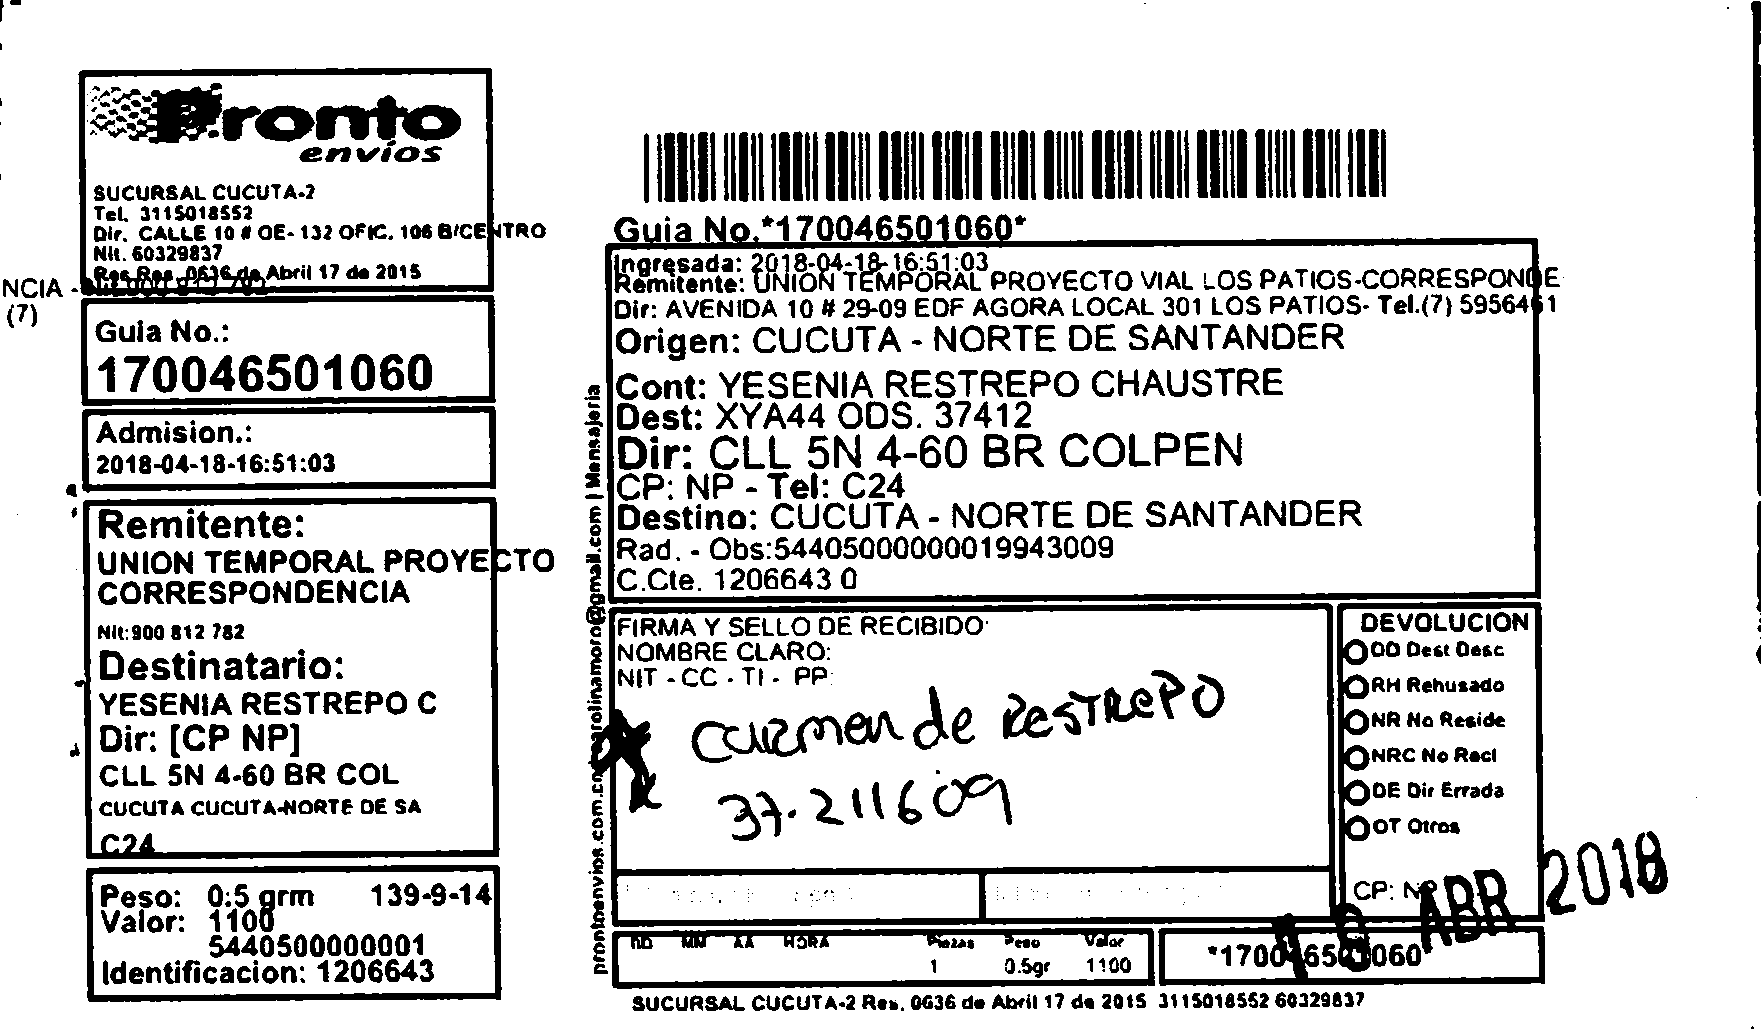 Pronto
envíos
SUCURSAL CUCUTA-2
Tel. 3115018552
Dir. CALLE 10 # OE- 132 OFIC. 106 B/CENTRO
Nit. 60329837
Res Res 0636 de Abril 17 de 2015
NCIA -
(7)
Guia No.:
170046501060
Admision.:
2018-04-18-16:51:03
Remitente:
UNION TEMPORAL PROYECTO
CORRESPONDENCIA
Nit:900 812 782
Destinatario:
YESENIA RESTREPO C
Dir: [CP NP]
CLL 5N 4-60 BR COL
CUCUTA CUCUTA-NORTE DE SA
C24
Peso: 0:5 grm 139-9-14
Valor: 1100
5440500000001
Identificacion: 1206643
Guia No.*170046501060*
Ingresada: 2018-04-18-16:51:03
Remitente: UNION TEMPORAL PROYECTO VIAL LOS PATIOS-CORRESPONDE
Dir: AVENIDA 10 # 29-09 EDF AGORA LOCAL 301 LOS PATIOS- Tel.(7) 5956461
Origen: CUCUTA - NORTE DE SANTANDER
Cont: YESENIA RESTREPO CHAUSTRE
Dest: XYA44 ODS. 37412
Dir: CLL 5N 4-60 BR COLPEN
CP: NP - Tel: C24
Destino: CUCUTA - NORTE DE SANTANDER
Rad. - Obs:544050000000019943009
C.Cte. 1206643 0
FIRMA Y SELLO DE RECIBIDO
NOMBRE CLARO:
NIT - CC - TI - PP:
Carmen de RESTREPO
37.211609
DEVOLUCION
DD Dest Desc
RH Rehusado
NR No Reside
NRC No Recl
DE Dir Errada
OT Otros
CP: NP
ABR 2018
DD MM AA HORA Piezas Peso Valor
1 0.5gr 1100
*170046501060*
SUCURSAL CUCUTA-2 Res. 0636 de Abril 17 de 2015 3115018552 60329837